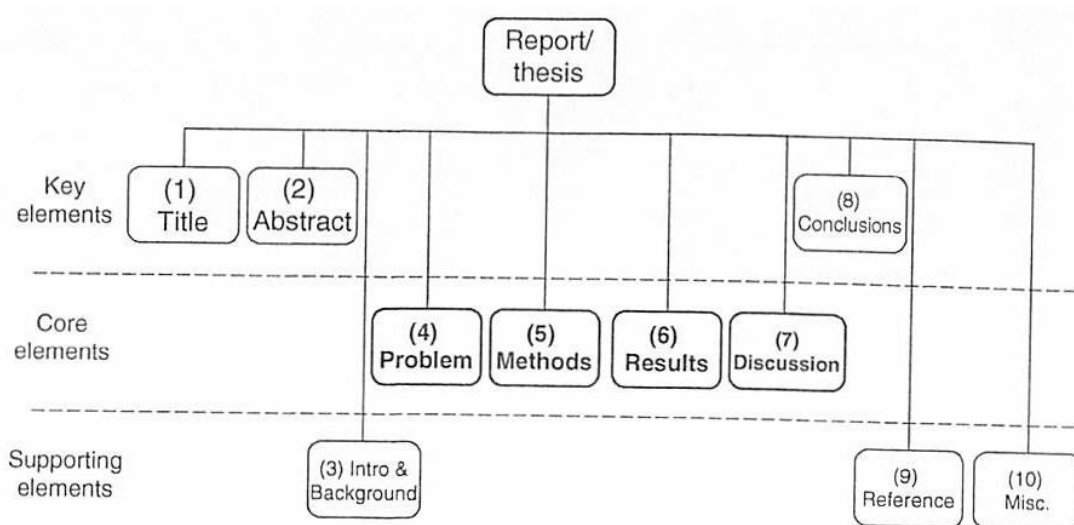 Report/
thesis
Key
elements
(1)
Title
(2)
Abstract
(8)
Conclusions
Core
elements
(4)
Problem
(5)
Methods
(6)
Results
(7)
Discussion
Supporting
elements
(3) Intro &
Background
(9)
Reference
(10)
Misc.